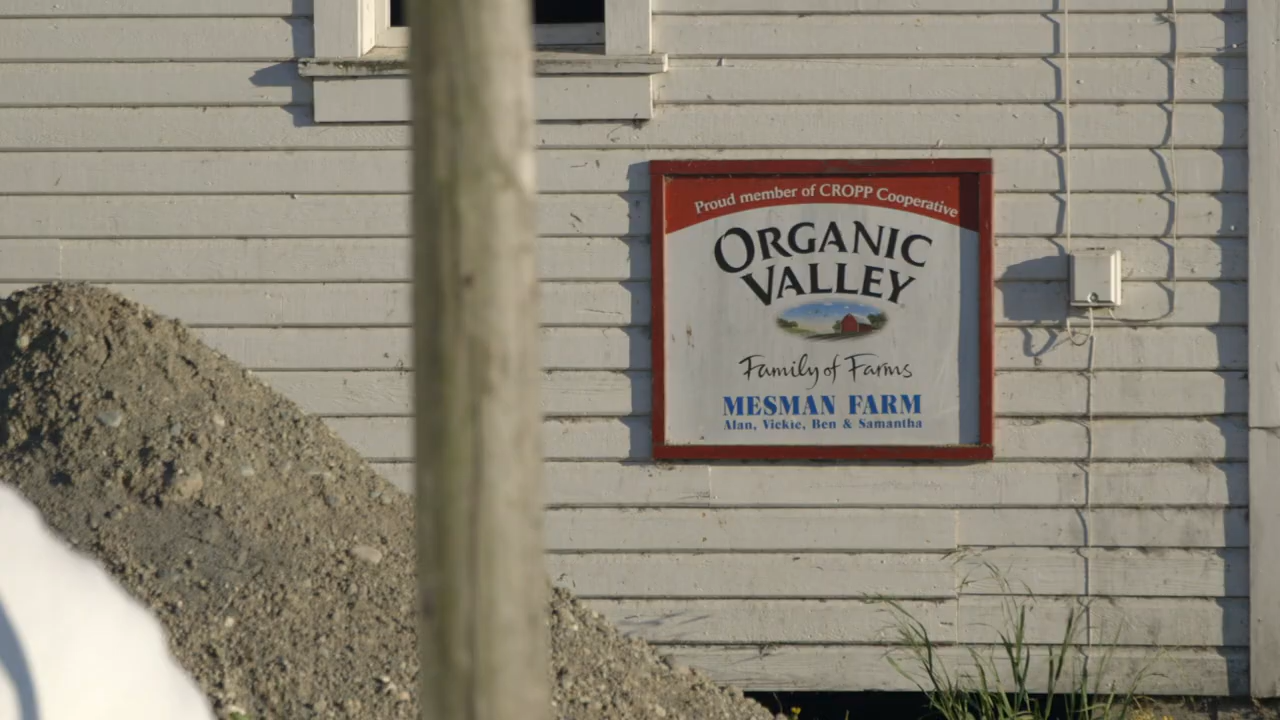 Proud member of CROPP Cooperative
ORGANIC
VALLEY
Family of Farms
MESMAN FARM
Alan, Vickie, Ben & Samantha